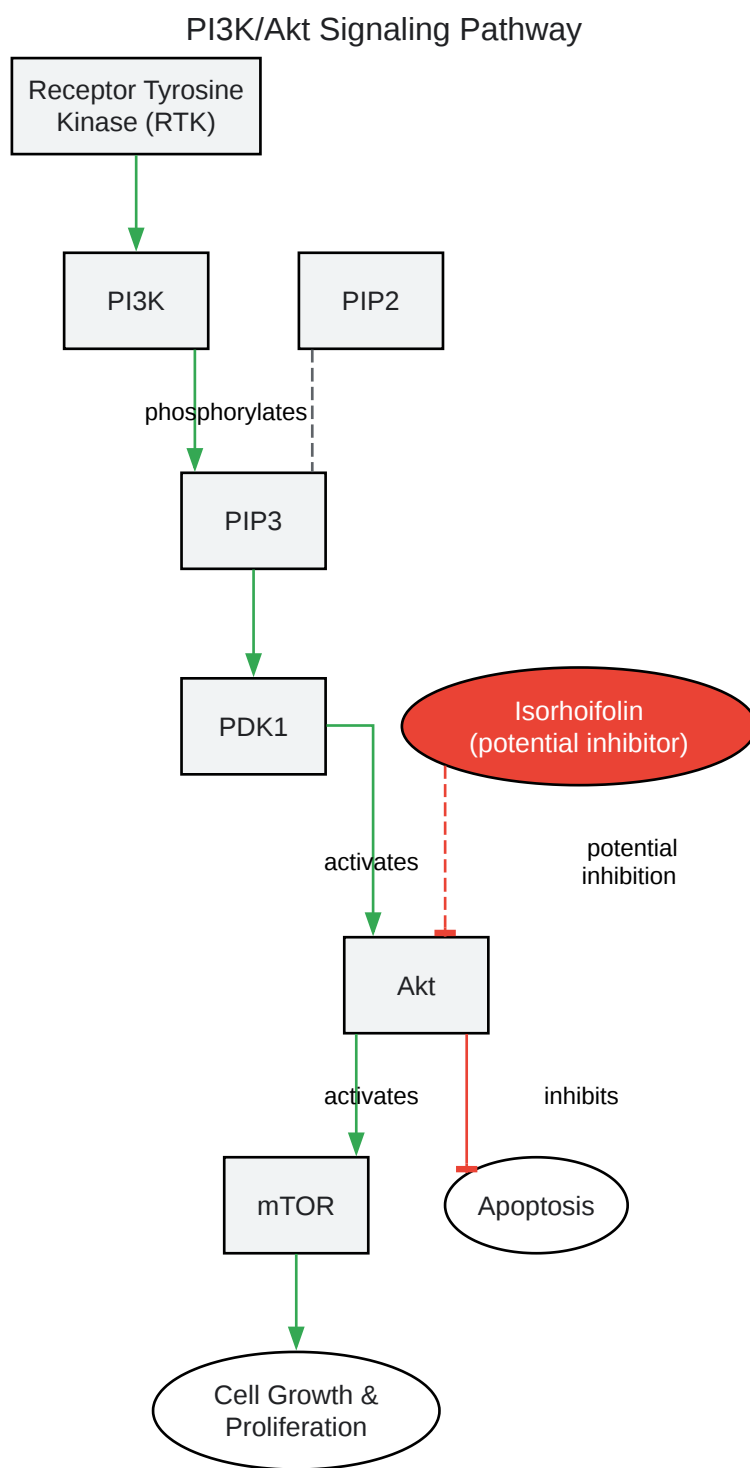 PI3K/Akt Signaling Pathway
Receptor Tyrosine
Kinase (RTK)
PI3K
PIP2
phosphorylates
PIP3
PDK1
Isorhoifolin
(potential inhibitor)
activates
potential
inhibition
Akt
activates
inhibits
mTOR
Apoptosis
Cell Growth &
Proliferation